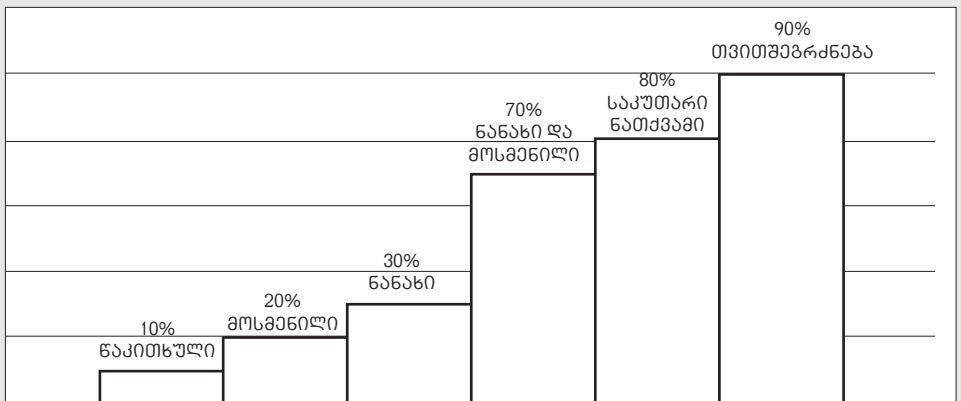 10%
წაკითხული
20%
მოსმენილი
30%
ნანახი
70%
ნანახი და
მოსმენილი
80%
საკუთარი
ნათქვამი
90%
თვითშეგრძნება